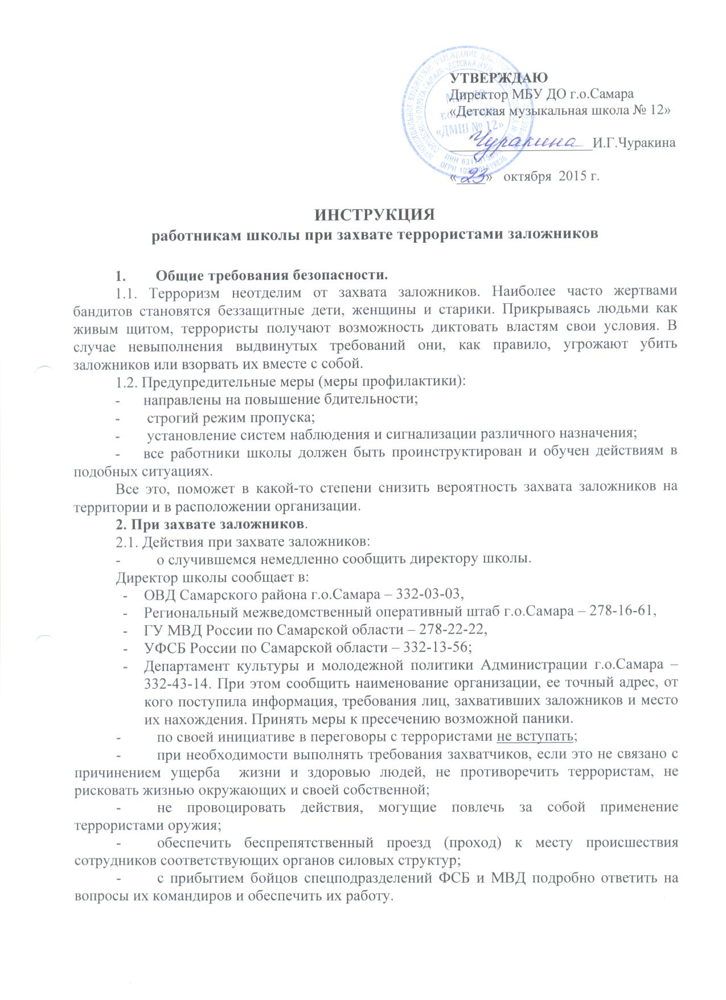 УТВЕРЖДАЮ
Директор МБУ ДО г.о.Самара
«Детская музыкальная школа № 12»
Чуракина И.Г.Чуракина
«23» октября 2015 г.
«ДМШ № 12»
ИНСТРУКЦИЯ
работникам школы при захвате террористами заложников
1. Общие требования безопасности.
1.1. Терроризм неотделим от захвата заложников. Наиболее часто жертвами
бандитов становятся беззащитные дети, женщины и старики. Прикрываясь людьми как
живым щитом, террористы получают возможность диктовать властям свои условия. В
случае невыполнения выдвинутых требований они, как правило, угрожают убить
заложников или взорвать их вместе с собой.
1.2. Предупредительные меры (меры профилактики):
- направлены на повышение бдительности;
- строгий режим пропуска;
- установление систем наблюдения и сигнализации различного назначения;
- все работники школы должен быть проинструктирован и обучен действиям в
подобных ситуациях.
Все это, поможет в какой-то степени снизить вероятность захвата заложников на
территории и в расположении организации.
2. При захвате заложников.
2.1. Действия при захвате заложников:
- о случившемся немедленно сообщить директору школы.
Директор школы сообщает в:
- ОВД Самарского района г.о.Самара – 332-03-03,
- Региональный межведомственный оперативный штаб г.о.Самара – 278-16-61,
- ГУ МВД России по Самарской области – 278-22-22,
- УФСБ России по Самарской области – 332-13-56;
- Департамент культуры и молодежной политики Администрации г.о.Самара –
332-43-14. При этом сообщить наименование организации, ее точный адрес, от
кого поступила информация, требования лиц, захвативших заложников и место
их нахождения. Принять меры к пресечению возможной паники.
- по своей инициативе в переговоры с террористами не вступать;
- при необходимости выполнять требования захватчиков, если это не связано с
причинением ущерба жизни и здоровью людей, не противоречить террористам, не
рисковать жизнью окружающих и своей собственной;
- не провоцировать действия, могущие повлечь за собой применение
террористами оружия;
- обеспечить беспрепятственный проезд (проход) к месту происшествия
сотрудников соответствующих органов силовых структур;
- с прибытием бойцов спецподразделений ФСБ и МВД подробно ответить на
вопросы их командиров и обеспечить их работу.